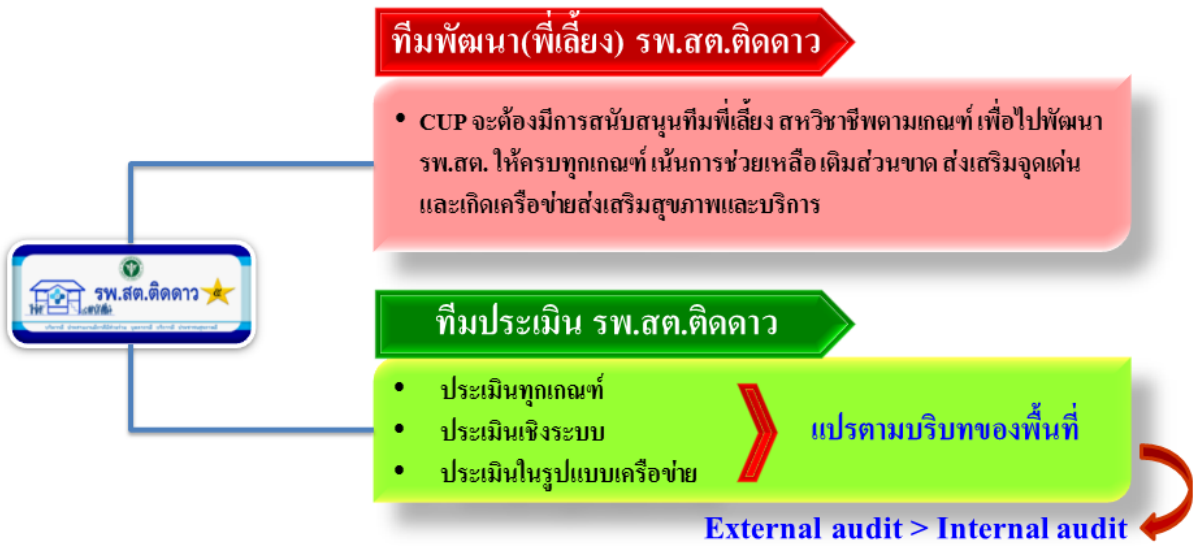 ทีมพัฒนา(พี่เลี้ยง) รพ.สต.ติดดาว
• CUP จะต้องมีการสนับสนุนทีมพี่เลี้ยง สหวิชาชีพตามเกณฑ์ เพื่อไปพัฒนา
รพ.สต. ให้ครบทุกเกณฑ์ เน้นการช่วยเหลือ เติมส่วนขาด ส่งเสริมจุดเด่น
และเกิดเครือข่ายส่งเสริมสุขภาพและบริการ
รพ.สต.ติดดาว ๕
ทีมประเมิน รพ.สต.ติดดาว
• ประเมินทุกเกณฑ์
• ประเมินเชิงระบบ
• ประเมินในรูปแบบเครือข่าย
แปรตามบริบทของพื้นที่
External audit > Internal audit